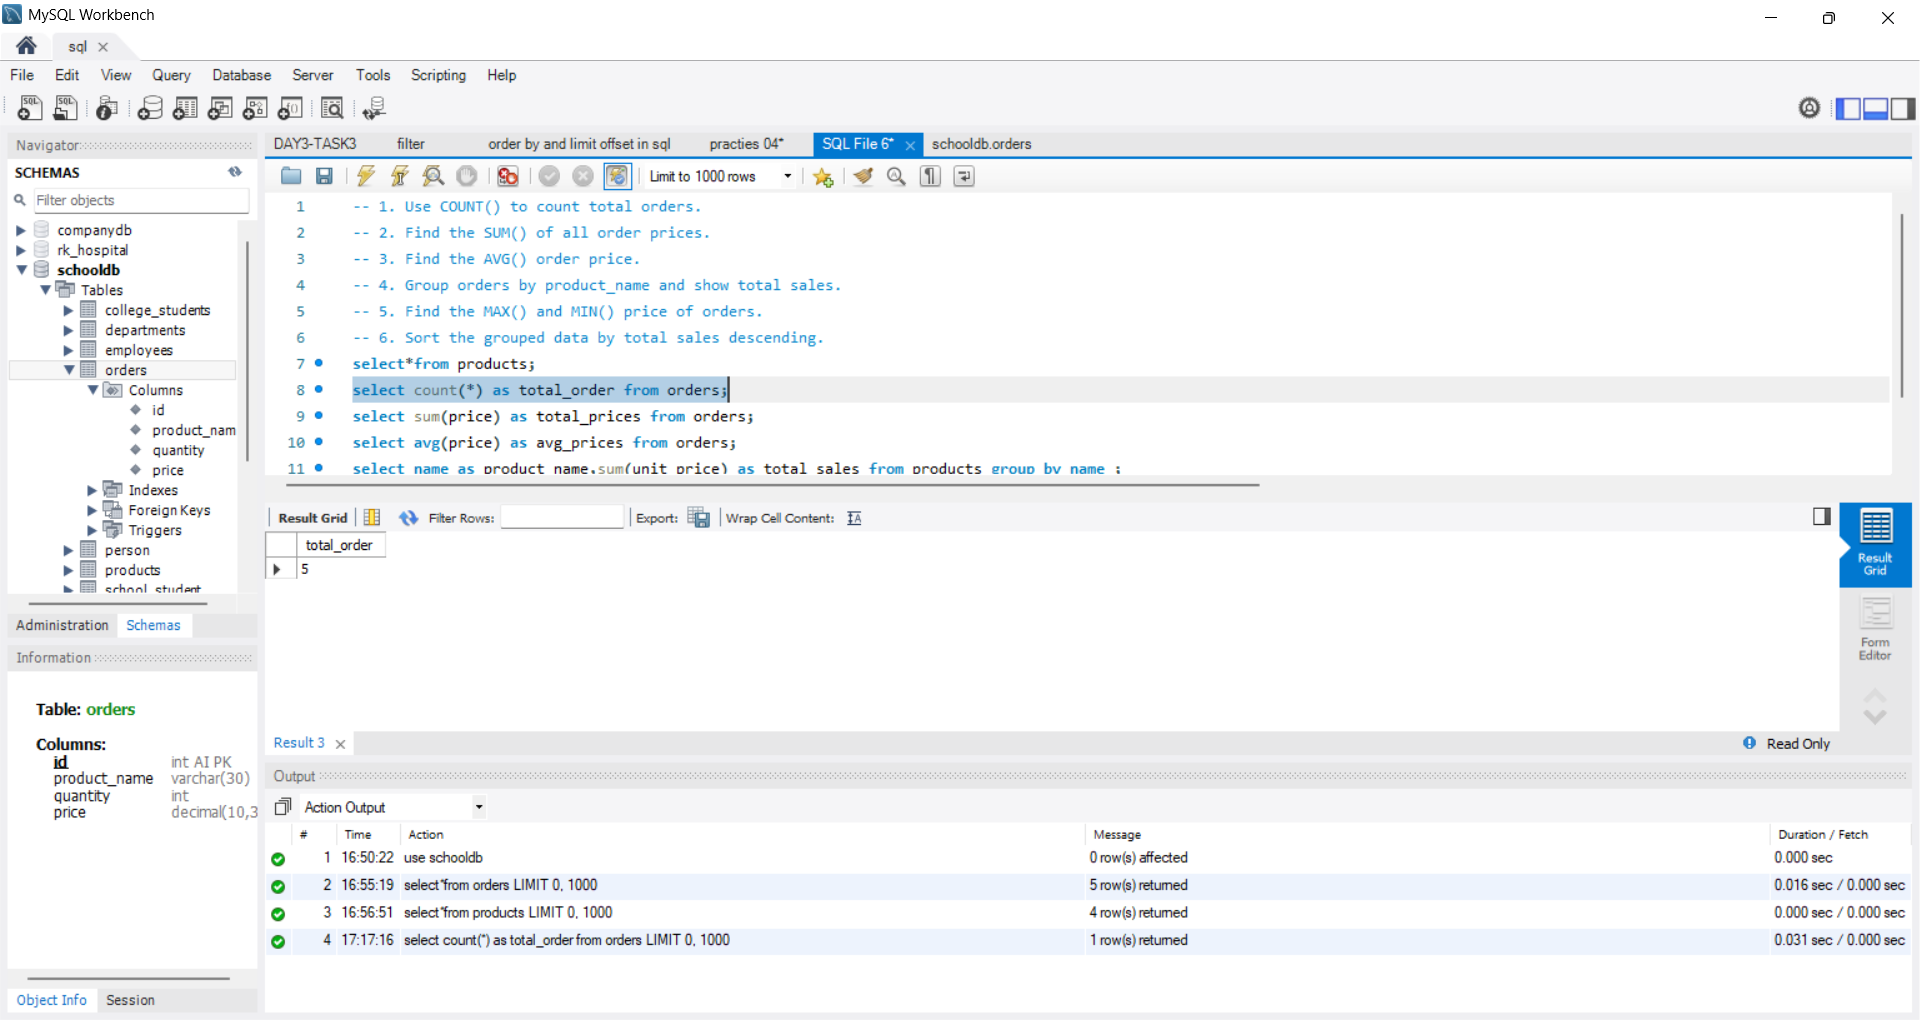 MySQL Workbench
sql
File Edit View Query Database Server Tools Scripting Help
Navigator
SCHEMAS
Filter objects
companydb
rk_hospital
schooldb
Tables
college_students
departments
employees
orders
Columns
id
product_nam
quantity
price
Indexes
Foreign Keys
Triggers
person
products
school_student
Administration Schemas
Information
Table: orders
Columns:
id int AI PK
product_name varchar(30)
quantity int
price decimal(10,3
Object Info Session
DAY3-TASK3 filter order by and limit offset in sql practies 04* SQL File 6* schooldb.orders
Limit to 1000 rows
1 -- 1. Use COUNT() to count total orders.
2 -- 2. Find the SUM() of all order prices.
3 -- 3. Find the AVG() order price.
4 -- 4. Group orders by product_name and show total sales.
5 -- 5. Find the MAX() and MIN() price of orders.
6 -- 6. Sort the grouped data by total sales descending.
7 select*from products;
8 select count(*) as total_order from orders;
9 select sum(price) as total_prices from orders;
10 select avg(price) as avg_prices from orders;
11 select name as product_name,sum(unit_price) as total_sales from products group by name ;
Result Grid Filter Rows: Export: Wrap Cell Content:
total_order
5
Result Grid
Form Editor
Result 3
Read Only
Output
Action Output
# Time Action Message Duration / Fetch
1 16:50:22 use schooldb 0 row(s) affected 0.000 sec
2 16:55:19 select*from orders LIMIT 0, 1000 5 row(s) returned 0.016 sec / 0.000 sec
3 16:56:51 select*from products LIMIT 0, 1000 4 row(s) returned 0.000 sec / 0.000 sec
4 17:17:16 select count(*) as total_order from orders LIMIT 0, 1000 1 row(s) returned 0.031 sec / 0.000 sec